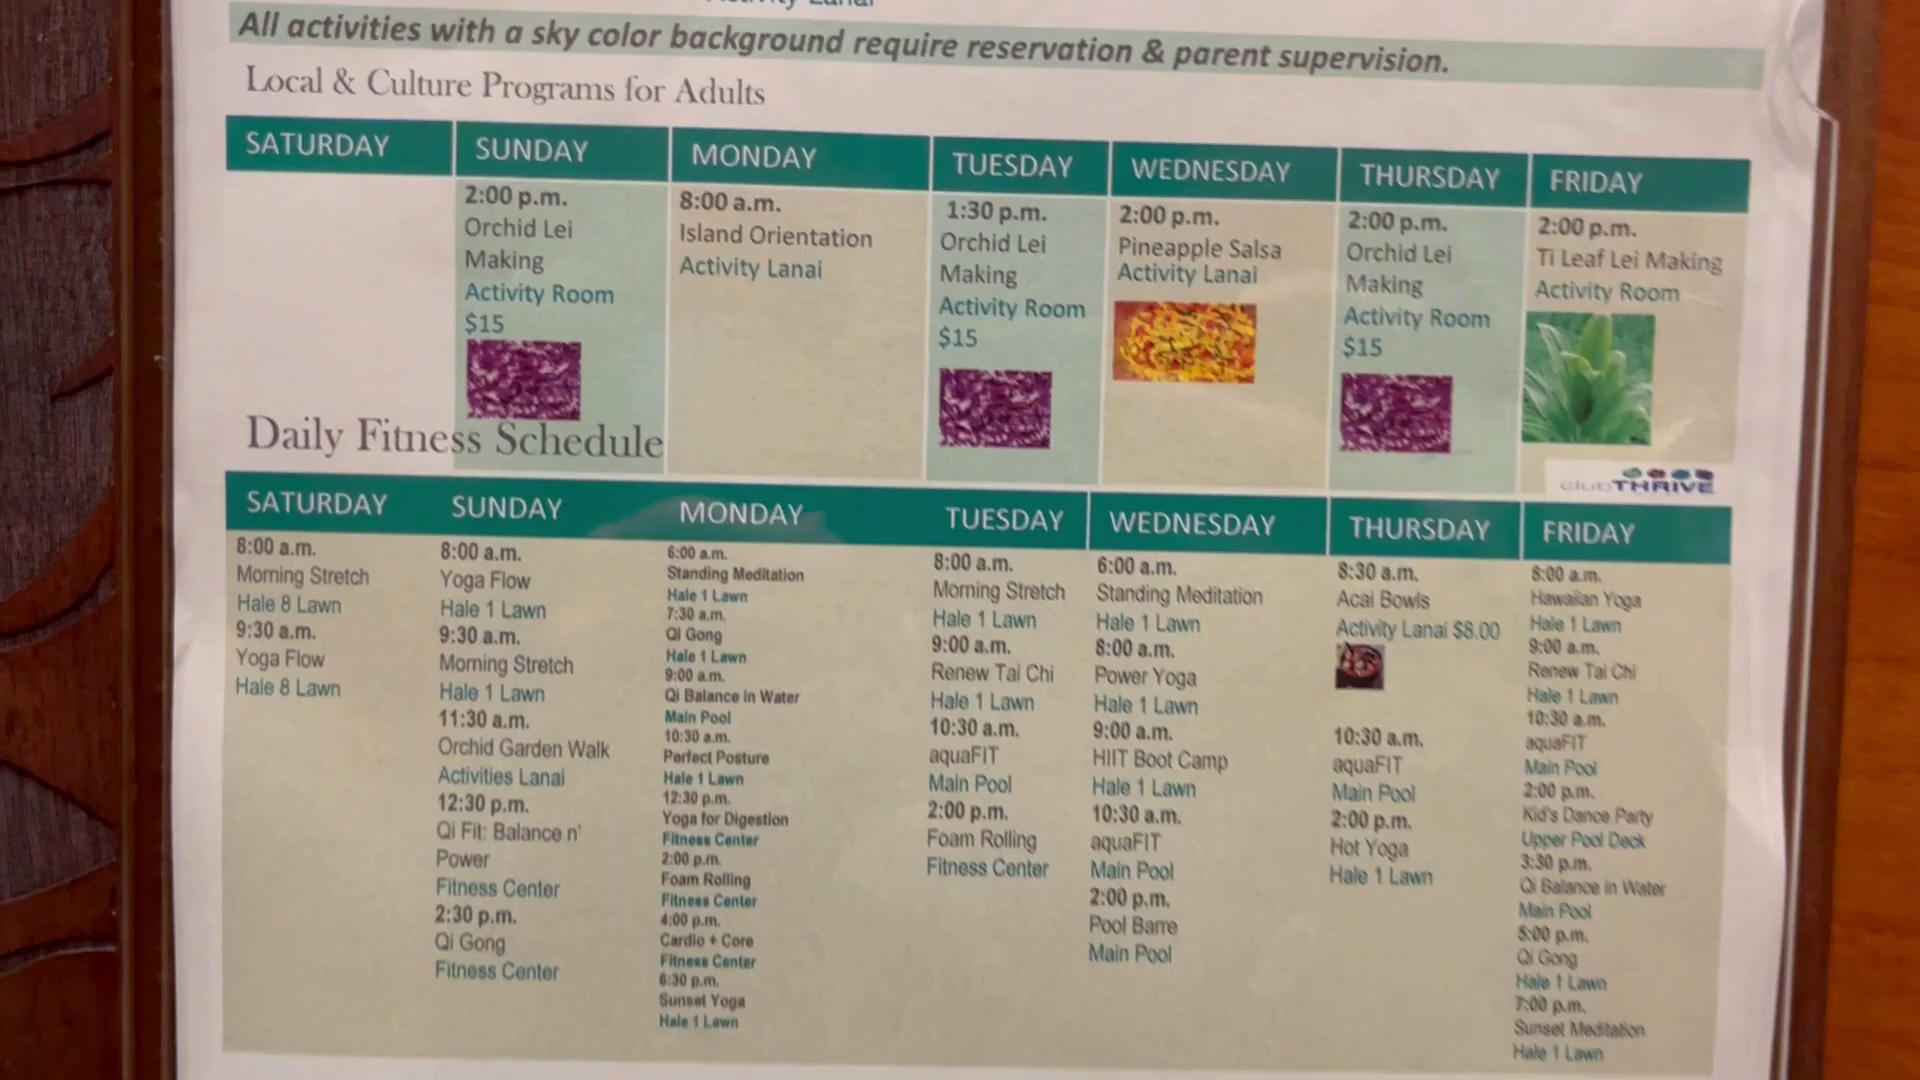 All activities with a sky color background require reservation & parent supervision.
Local & Culture Programs for Adults
SATURDAY
SUNDAY
MONDAY
TUESDAY
WEDNESDAY
THURSDAY
FRIDAY
2:00 p.m.
Orchid Lei
Making
Activity Room
$15
8:00 a.m.
Island Orientation
Activity Lanai
1:30 p.m.
Orchid Lei
Making
Activity Room
$15
2:00 p.m.
Pineapple Salsa
Activity Lanai
2:00 p.m.
Orchid Lei
Making
Activity Room
$15
2:00 p.m.
Ti Leaf Lei Making
Activity Room
Daily Fitness Schedule
clubTHRIVE
SATURDAY
SUNDAY
MONDAY
TUESDAY
WEDNESDAY
THURSDAY
FRIDAY
8:00 a.m.
Morning Stretch
Hale 8 Lawn
9:30 a.m.
Yoga Flow
Hale 8 Lawn
8:00 a.m.
Yoga Flow
Hale 1 Lawn
9:30 a.m.
Morning Stretch
Hale 1 Lawn
11:30 a.m.
Orchid Garden Walk
Activities Lanai
12:30 p.m.
Qi Fit: Balance n'
Power
Fitness Center
2:30 p.m.
Qi Gong
Fitness Center
6:00 a.m.
Standing Meditation
Hale 1 Lawn
7:30 a.m.
Qi Gong
Hale 1 Lawn
9:00 a.m.
Qi Balance in Water
Main Pool
10:30 a.m.
Perfect Posture
Hale 1 Lawn
12:30 p.m.
Yoga for Digestion
Fitness Center
2:00 p.m.
Foam Rolling
Fitness Center
4:00 p.m.
Cardio + Core
Fitness Center
6:30 p.m.
Sunset Yoga
Hale 1 Lawn
8:00 a.m.
Morning Stretch
Hale 1 Lawn
9:00 a.m.
Renew Tai Chi
Hale 1 Lawn
10:30 a.m.
aquaFIT
Main Pool
2:00 p.m.
Foam Rolling
Fitness Center
6:00 a.m.
Standing Meditation
Hale 1 Lawn
8:00 a.m.
Power Yoga
Hale 1 Lawn
9:00 a.m.
HIIT Boot Camp
Hale 1 Lawn
10:30 a.m.
aquaFIT
Main Pool
2:00 p.m.
Pool Barre
Main Pool
8:30 a.m.
Acai Bowls
Activity Lanai $8.00
10:30 a.m.
aquaFIT
Main Pool
2:00 p.m.
Hot Yoga
Hale 1 Lawn
8:00 a.m.
Hawaiian Yoga
Hale 1 Lawn
9:00 a.m.
Renew Tai Chi
Hale 1 Lawn
10:30 a.m.
aquaFIT
Main Pool
2:00 p.m.
Kid's Dance Party
Upper Pool Deck
3:30 p.m.
Qi Balance in Water
Main Pool
5:00 p.m.
Qi Gong
Hale 1 Lawn
7:00 p.m.
Sunset Meditation
Hale 1 Lawn